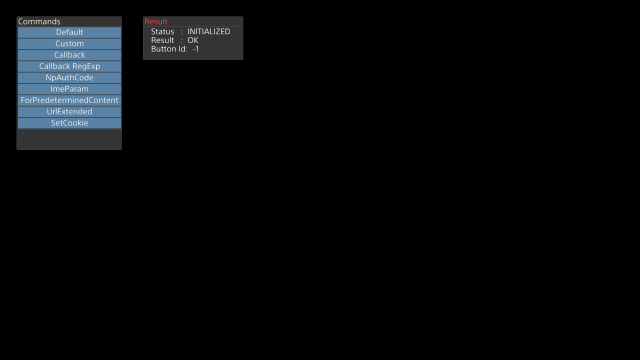 Commands
Default
Custom
Callback
Callback RegExp
NpAuthCode
ImeParam
ForPredeterminedContent
UrlExtended
SetCookie
Result
Status : INITIALIZED
Result : OK
Button Id: -1